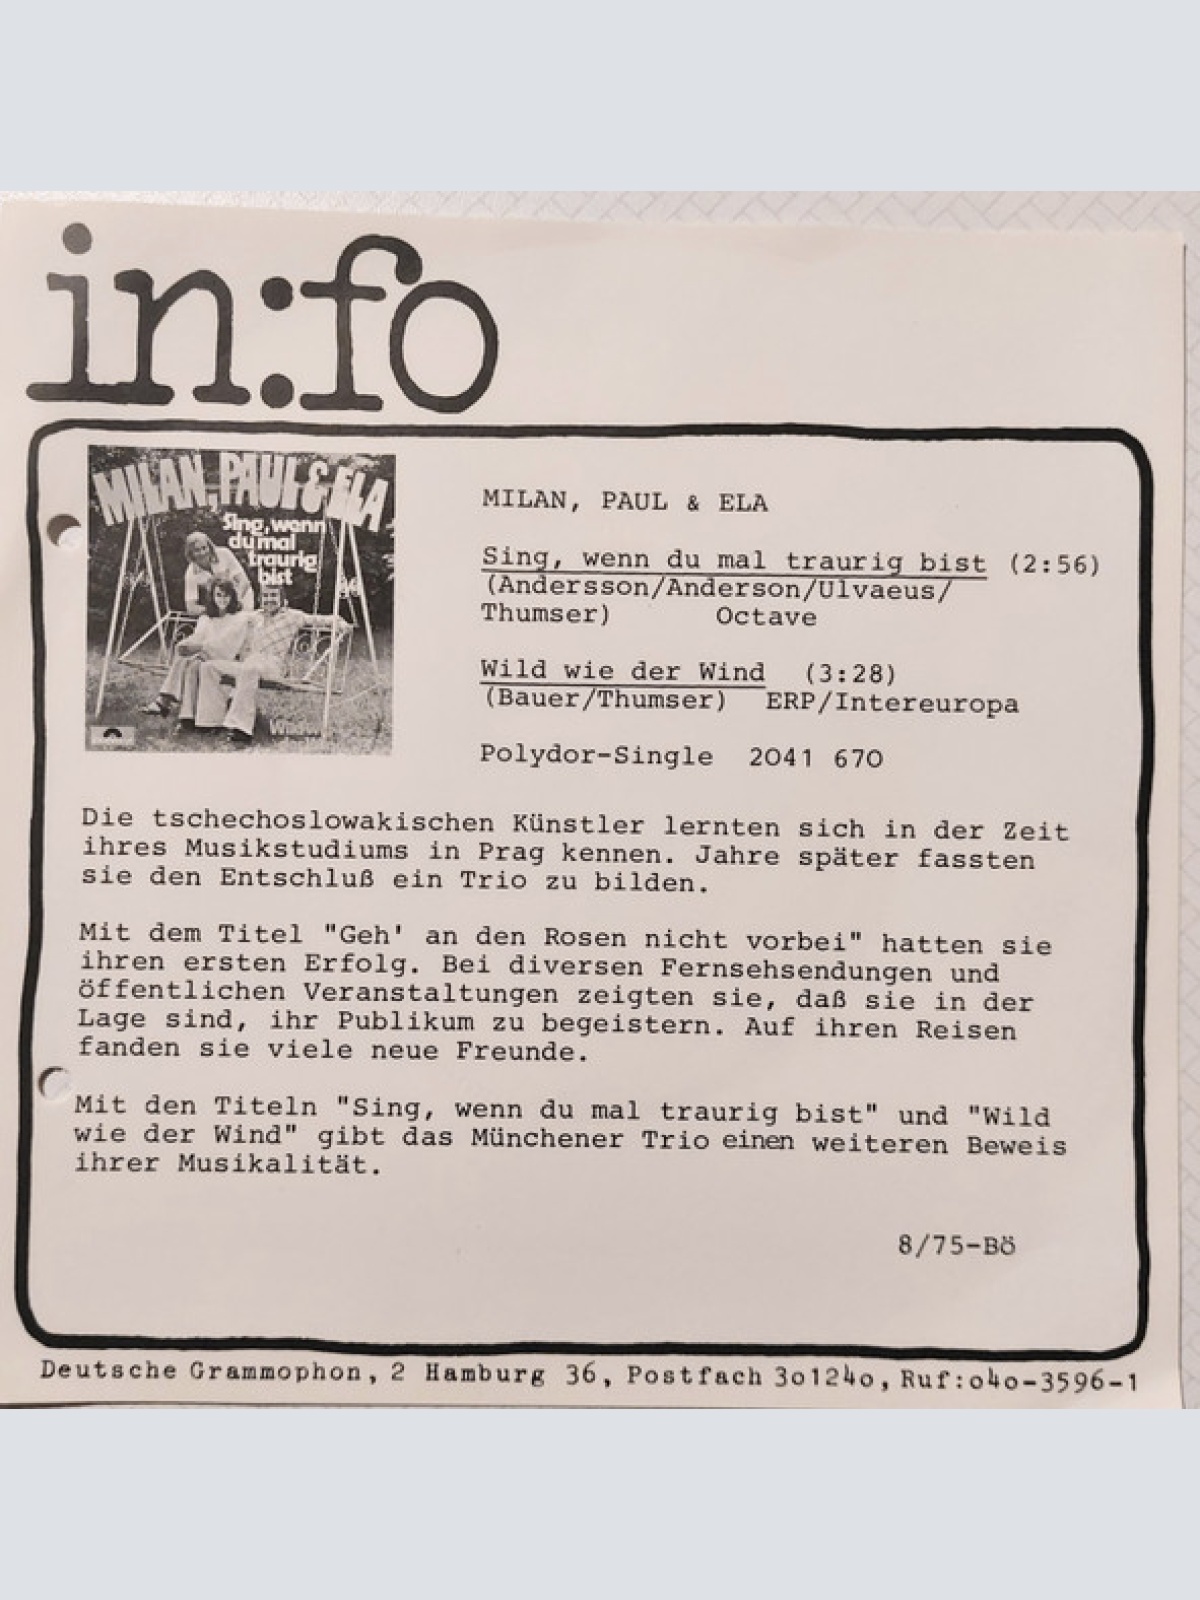 in:fo
MILAN, PAUL & ELA
Sing, wenn
du mal
traurig
bist
MILAN, PAUL & ELA
Sing, wenn du mal traurig bist (2:56)
(Andersson/Anderson/Ulvaeus/
Thumser) Octave
Wild wie der Wind (3:28)
(Bauer/Thumser) ERP/Intereuropa
Polydor-Single 2041 670
Die tschechoslowakischen Künstler lernten sich in der Zeit
ihres Musikstudiums in Prag kennen. Jahre später fassten
sie den Entschluß ein Trio zu bilden.
Mit dem Titel "Geh' an den Rosen nicht vorbei" hatten sie
ihren ersten Erfolg. Bei diversen Fernsehsendungen und
öffentlichen Veranstaltungen zeigten sie, daß sie in der
Lage sind, ihr Publikum zu begeistern. Auf ihren Reisen
fanden sie viele neue Freunde.
Mit den Titeln "Sing, wenn du mal traurig bist" und "Wild
wie der Wind" gibt das Münchener Trio einen weiteren Beweis
ihrer Musikalität.
8/75-Bö
Deutsche Grammophon, 2 Hamburg 36, Postfach 3o124o, Ruf:o4o-3596-1